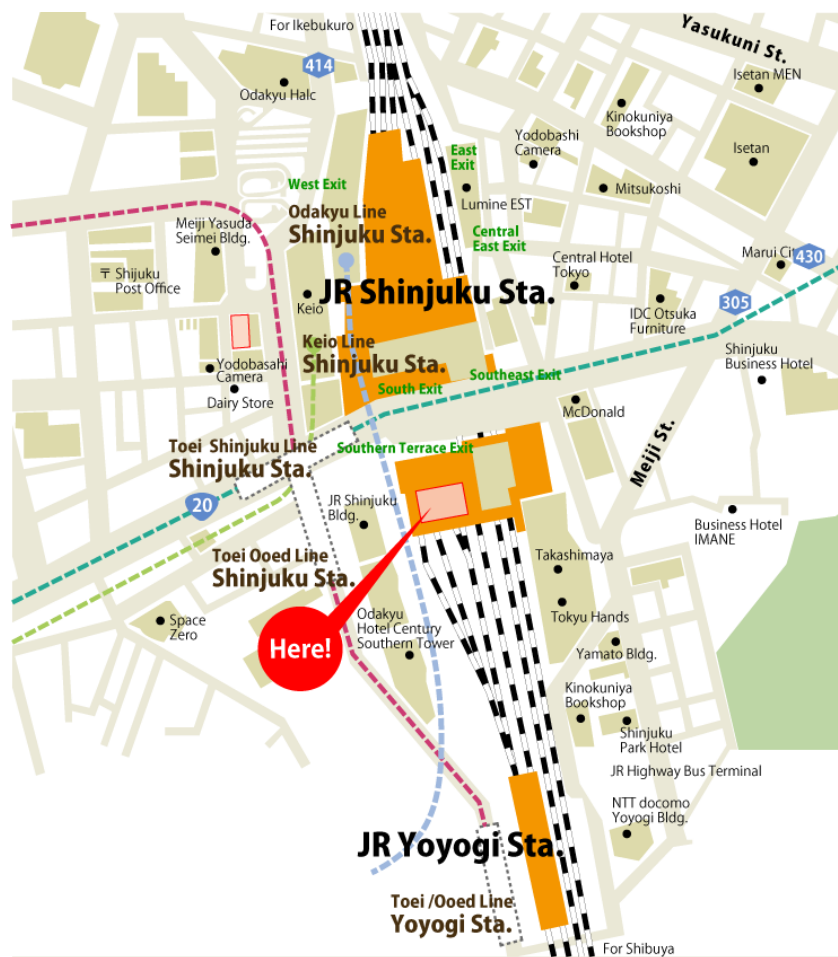 For Ikebukuro
Yasukuni St.
414
Odakyu Halc
Isetan MEN
Kinokuniya
Bookshop
Yodobashi
Camera
Isetan
East
Exit
West Exit
Mitsukoshi
Lumine EST
Odakyu Line
Shinjuku Sta.
Meiji Yasuda
Seimei Bldg.
Central
East Exit
Marui Cit
430
Central Hotel
Tokyo
〒 Shijuku
Post Office
JR Shinjuku Sta.
Keio
305
IDC Otsuka
Furniture
Keio Line
Shinjuku Sta.
Shinjuku
Business Hotel
Yodobasahi
Camera
Southeast Exit
South Exit
Dairy Store
McDonald
Toei Shinjuku Line
Shinjuku Sta.
Southern Terrace Exit
Meiji St.
20
JR Shinjuku
Bldg.
Business Hotel
IMANE
Toei Ooed Line
Shinjuku Sta.
Takashimaya
Space
Zero
Odakyu
Hotel Century
Southern Tower
Tokyu Hands
Here!
Yamato Bldg.
Kinokuniya
Bookshop
Shinjuku
Park Hotel
JR Highway Bus Terminal
NTT docomo
Yoyogi Bldg.
JR Yoyogi Sta.
Toei /Ooed Line
Yoyogi Sta.
For Shibuya